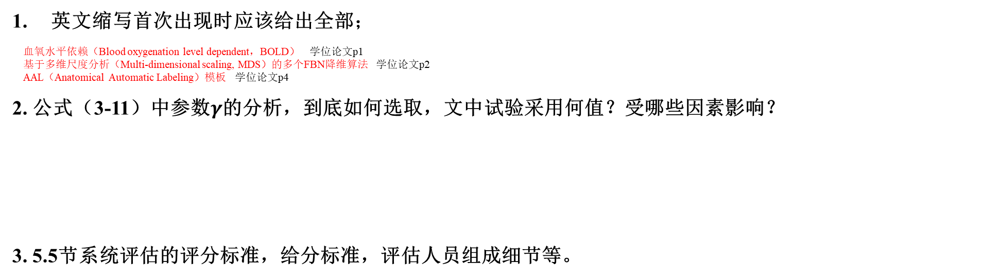 1. 英文缩写首次出现时应该给出全部；
血氧水平依赖（Blood oxygenation level dependent，BOLD） 学位论文p1
基于多维尺度分析（Multi-dimensional scaling, MDS）的多个FBN降维算法 学位论文p2
AAL（Anatomical Automatic Labeling）模板 学位论文p4
2. 公式（3-11）中参数γ的分析，到底如何选取，文中试验采用何值？受哪些因素影响？
3. 5.5节系统评估的评分标准，给分标准，评估人员组成细节等。